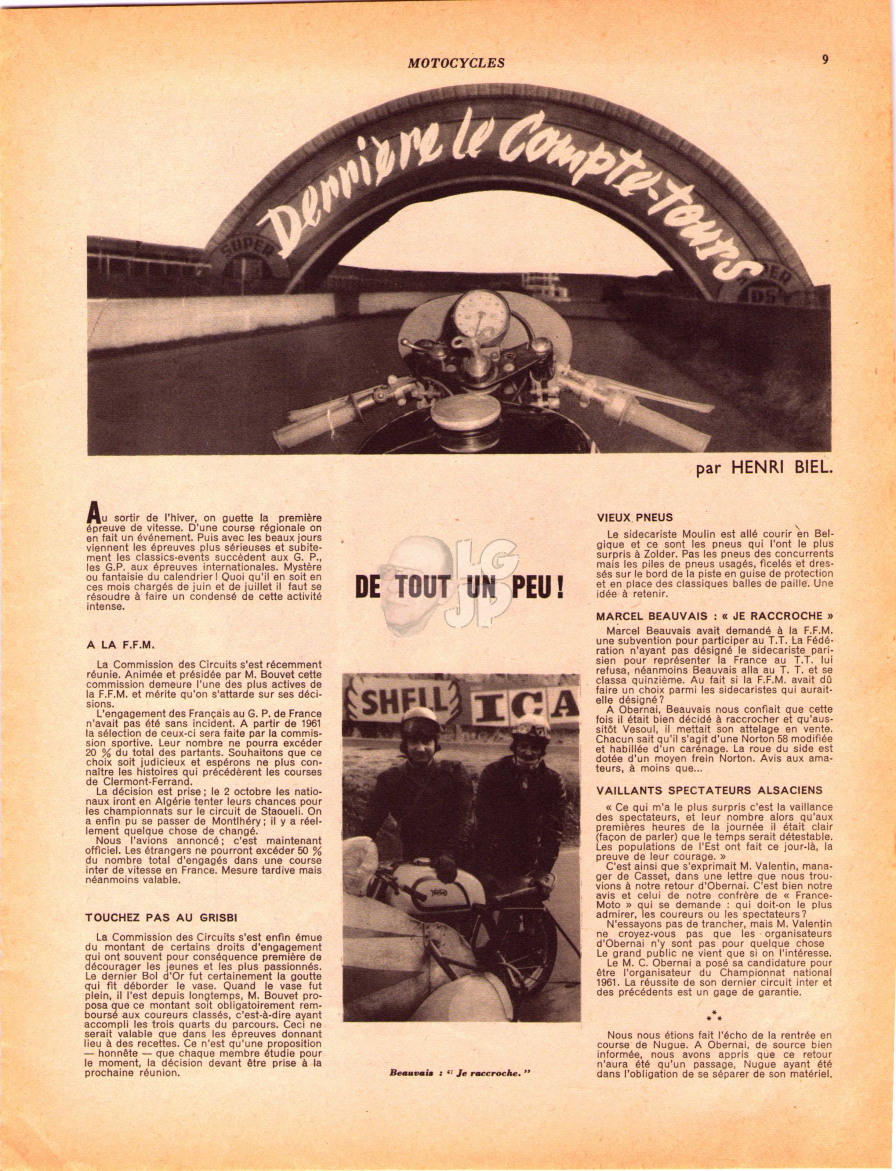 MOTOCYCLES
9
Derrière le Compte-tours
SUPER
DS
par HENRI BIEL.
Au sortir de l'hiver, on guette la première
épreuve de vitesse. D'une course régionale on
en fait un événement. Puis avec les beaux jours
viennent les épreuves plus sérieuses et subite-
ment les classics-events succèdent aux G. P.,
les G.P. aux épreuves internationales. Mystère
ou fantaisie du calendrier ! Quoi qu'il en soit en
ces mois chargés de juin et de juillet il faut se
résoudre à faire un condensé de cette activité
intense.
A LA F.F.M.
La Commission des Circuits s'est récemment
réunie. Animée et présidée par M. Bouvet cette
commission demeure l'une des plus actives de
la F.F.M. et mérite qu'on s'attarde sur ses déci-
sions.
L'engagement des Français au G. P. de France
n'avait pas été sans incident. A partir de 1961
la sélection de ceux-ci sera faite par la commis-
sion sportive. Leur nombre ne pourra excéder
20 % du total des partants. Souhaitons que ce
choix soit judicieux et espérons ne plus con-
naître les histoires qui précédèrent les courses
de Clermont-Ferrand.
La décision est prise ; le 2 octobre les natio-
naux iront en Algérie tenter leurs chances pour
les championnats sur le circuit de Staoueli. On
a enfin pu se passer de Montlhéry ; il y a réel-
lement quelque chose de changé.
Nous l'avions annoncé ; c'est maintenant
officiel. Les étrangers ne pourront excéder 50 %
du nombre total d'engagés dans une course
inter de vitesse en France. Mesure tardive mais
néanmoins valable.
TOUCHEZ PAS AU GRISBI
La Commission des Circuits s'est enfin émue
du montant de certains droits d'engagement
qui ont souvent pour conséquence première de
décourager les jeunes et les plus passionnés.
Le dernier Bol d'Or fut certainement la goutte
qui fit déborder le vase. Quand le vase fut
plein, il l'est depuis longtemps, M. Bouvet pro-
posa que ce montant soit obligatoirement rem-
boursé aux coureurs classés, c'est-à-dire ayant
accompli les trois quarts du parcours. Ceci ne
serait valable que dans les épreuves donnant
lieu à des recettes. Ce n'est qu'une proposition
— honnête — que chaque membre étudie pour
le moment, la décision devant être prise à la
prochaine réunion.
DE TOUT UN PEU !
LG
JP
SHELL
ICA
Beauvais : " Je raccroche. "
VIEUX PNEUS
Le sidecariste Moulin est allé courir en Bel-
gique et ce sont les pneus qui l'ont le plus
surpris à Zolder. Pas les pneus des concurrents
mais les piles de pneus usagés, ficelés et dres-
sés sur le bord de la piste en guise de protection
et en place des classiques balles de paille. Une
idée à retenir.
MARCEL BEAUVAIS : « JE RACCROCHE »
Marcel Beauvais avait demandé à la F.F.M.
une subvention pour participer au T.T. La Fédé-
ration n'ayant pas désigné le sidecariste pari-
sien pour représenter la France au T.T. lui
refusa, néanmoins Beauvais alla au T. T. et se
classa quinzième. Au fait si la F.F.M. avait dû
faire un choix parmi les sidecaristes qui aurait-
elle désigné ?
A Obernai, Beauvais nous confiait que cette
fois il était bien décidé à raccrocher et qu'aus-
sitôt Vesoul, il mettait son attelage en vente.
Chacun sait qu'il s'agit d'une Norton 58 modifiée
et habillée d'un carénage. La roue du side est
dotée d'un moyen frein Norton. Avis aux ama-
teurs, à moins que...
VAILLANTS SPECTATEURS ALSACIENS
« Ce qui m'a le plus surpris c'est la vaillance
des spectateurs, et leur nombre alors qu'aux
premières heures de la journée il était clair
(façon de parler) que le temps serait détestable.
Les populations de l'Est ont fait ce jour-là, la
preuve de leur courage. »
C'est ainsi que s'exprimait M. Valentin, mana-
ger de Casset, dans une lettre que nous trou-
vions à notre retour d'Obernai. C'est bien notre
avis et celui de notre confrère de « France-
Moto » qui se demande : qui doit-on le plus
admirer, les coureurs ou les spectateurs ?
N'essayons pas de trancher, mais M. Valentin
ne croyez-vous pas que les organisateurs
d'Obernai n'y sont pas pour quelque chose
Le grand public ne vient que si on l'intéresse.
Le M. C. Obernai a posé sa candidature pour
être l'organisateur du Championnat national
1961. La réussite de son dernier circuit inter et
des précédents est un gage de garantie.
***
Nous nous étions fait l'écho de la rentrée en
course de Nugue. A Obernai, de source bien
informée, nous avons appris que ce retour
n'aura été qu'un passage, Nugue ayant été
dans l'obligation de se séparer de son matériel.